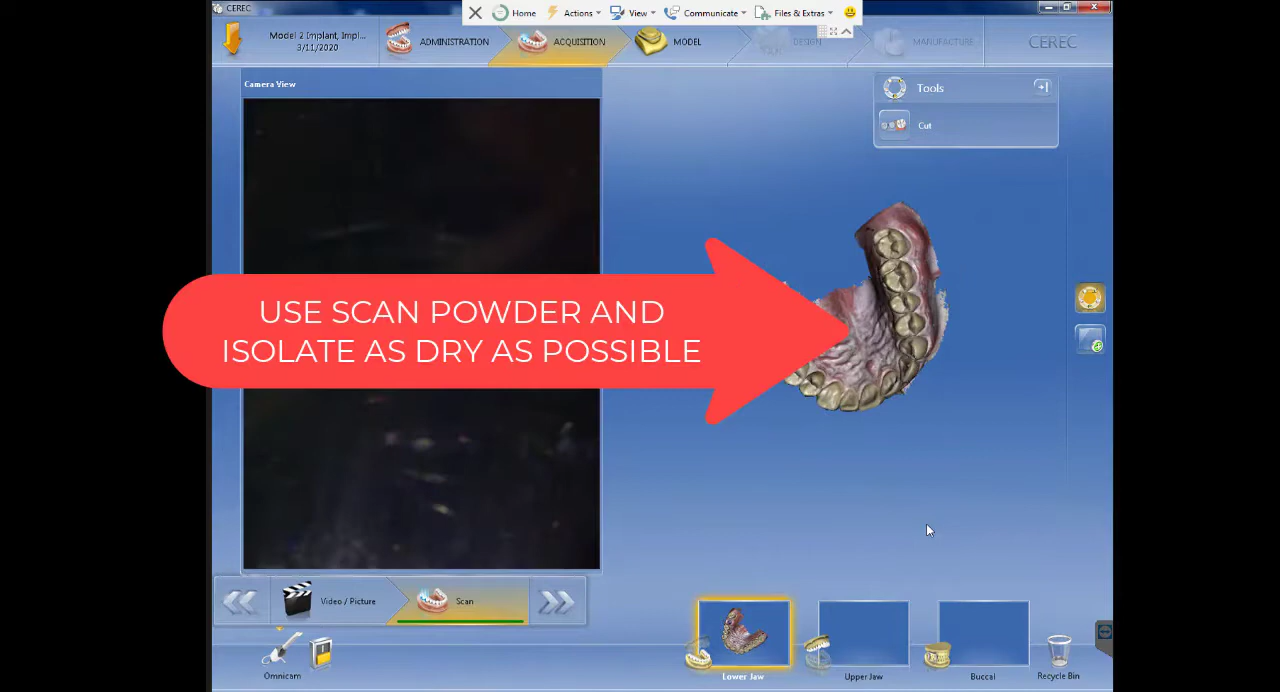 CEREC
Home
Actions
View
Communicate
Files & Extras
Model 2 Implant, Impl...
3/11/2020
ADMINISTRATION
ACQUISITION
MODEL
DESIGN
MANUFACTURE
CEREC
Camera View
Tools
Cut
USE SCAN POWDER AND
ISOLATE AS DRY AS POSSIBLE
Video / Picture
Scan
Omnicam
Lower Jaw
Upper Jaw
Buccal
Recycle Bin